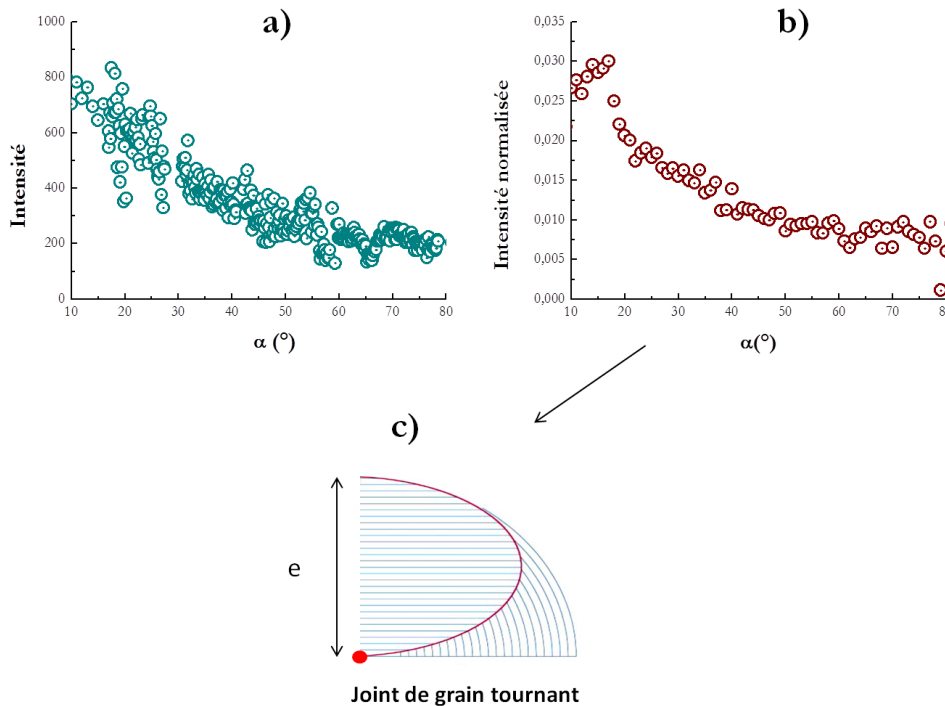 a)
1000
800
600
400
200
0
Intensité
10 20 30 40 50 60 70 80
α (°)
b)
0,035
0,030
0,025
0,020
0,015
0,010
0,005
0,000
Intensité normalisée
10 20 30 40 50 60 70 80
α(°)
c)
e
Joint de grain tournant